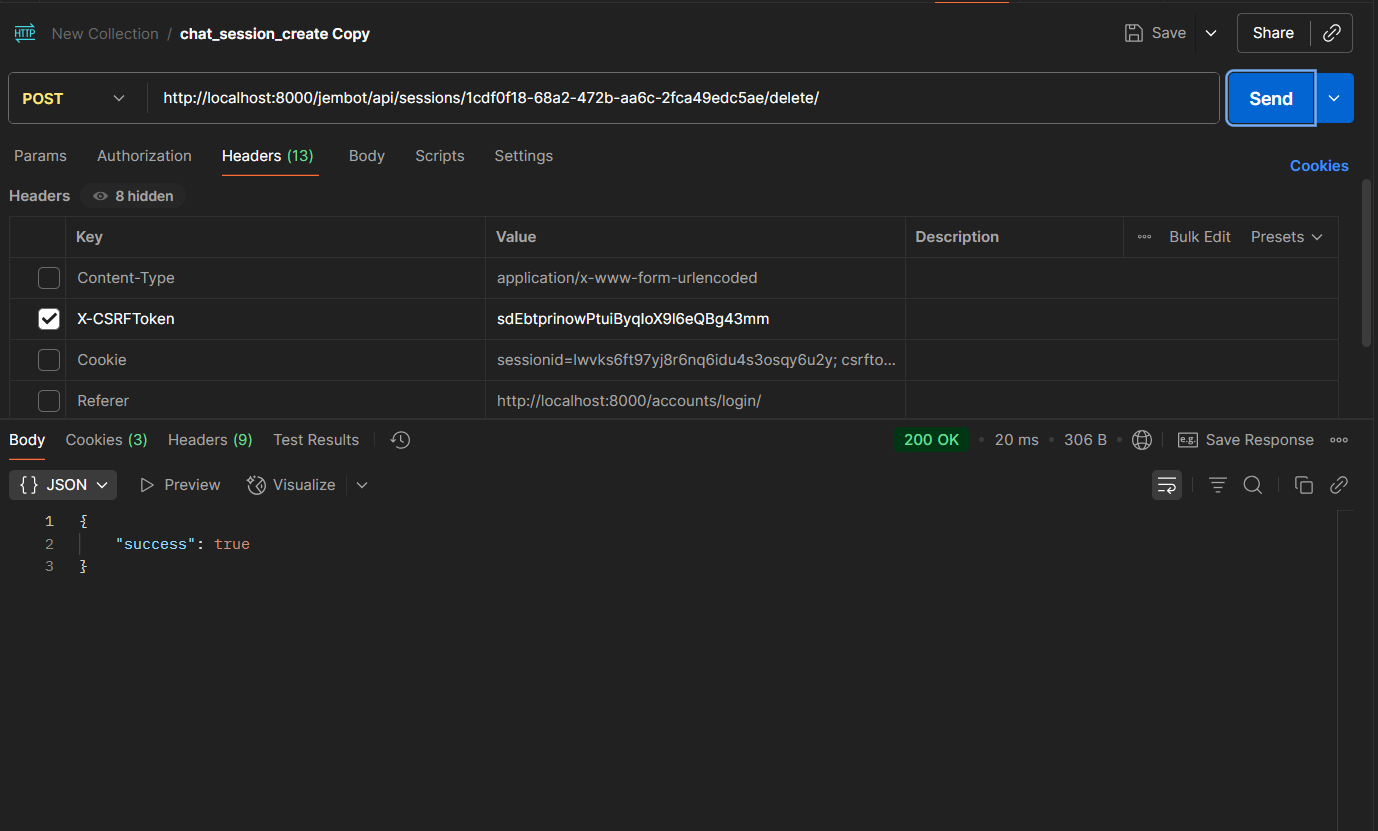 HTTP New Collection / chat_session_create Copy Save Share
POST http://localhost:8000/jembot/api/sessions/1cdf0f18-68a2-472b-aa6c-2fca49edc5ae/delete/ Send
Params Authorization Headers (13) Body Scripts Settings Cookies
Headers 8 hidden
Key Value Description Bulk Edit Presets
Content-Type application/x-www-form-urlencoded
X-CSRFToken sdEbtprinowPtuiByqIoX9l6eQBg43mm
Cookie sessionid=lwvks6ft97yj8r6nq6idu4s3osqy6u2y; csrfto...
Referer http://localhost:8000/accounts/login/
Body Cookies (3) Headers (9) Test Results 200 OK 20 ms 306 B e.g. Save Response
{} JSON Preview Visualize
1 {
2 "success": true
3 }